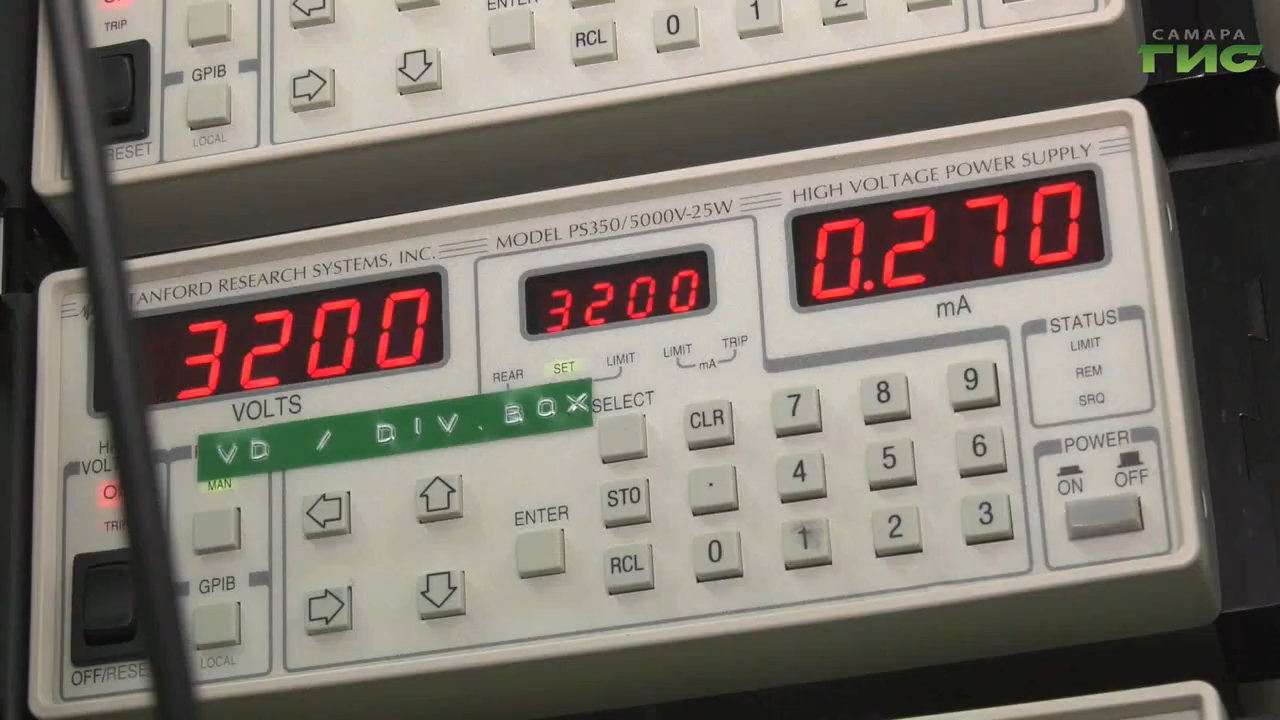 TRIP
GPIB
LOCAL
RESET
ENTER
RCL
0
1
2
САМАРА
ГИС
STANFORD RESEARCH SYSTEMS, INC.
MODEL PS350/5000V-25W
HIGH VOLTAGE POWER SUPPLY
3200
3200
0.270
VOLTS
mA
REAR
SET
LIMIT
LIMIT
mA
TRIP
VD / DIV. BOX
MAN
GPIB
LOCAL
TRIP
OFF/RESE
ENTER
SELECT
CLR
7
8
9
STO
.
4
5
6
RCL
0
1
2
3
STATUS
LIMIT
REM
SRQ
POWER
ON
OFF